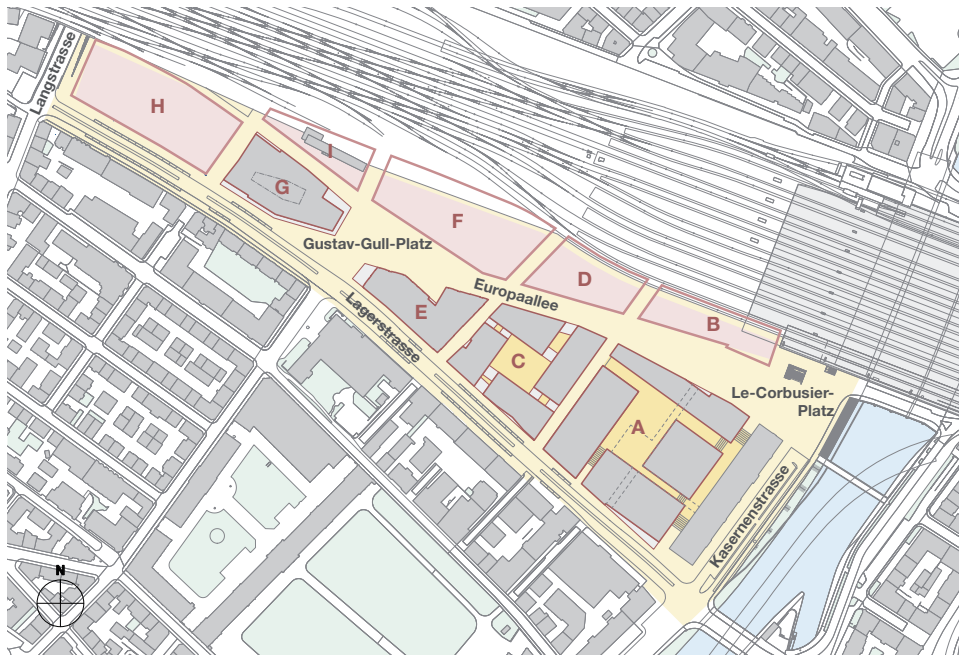 Langstrasse
H
I
G
F
Gustav-Gull-Platz
D
Europaallee
E
B
Lagerstrasse
C
Le-Corbusier-
Platz
A
Kasernenstrasse
N